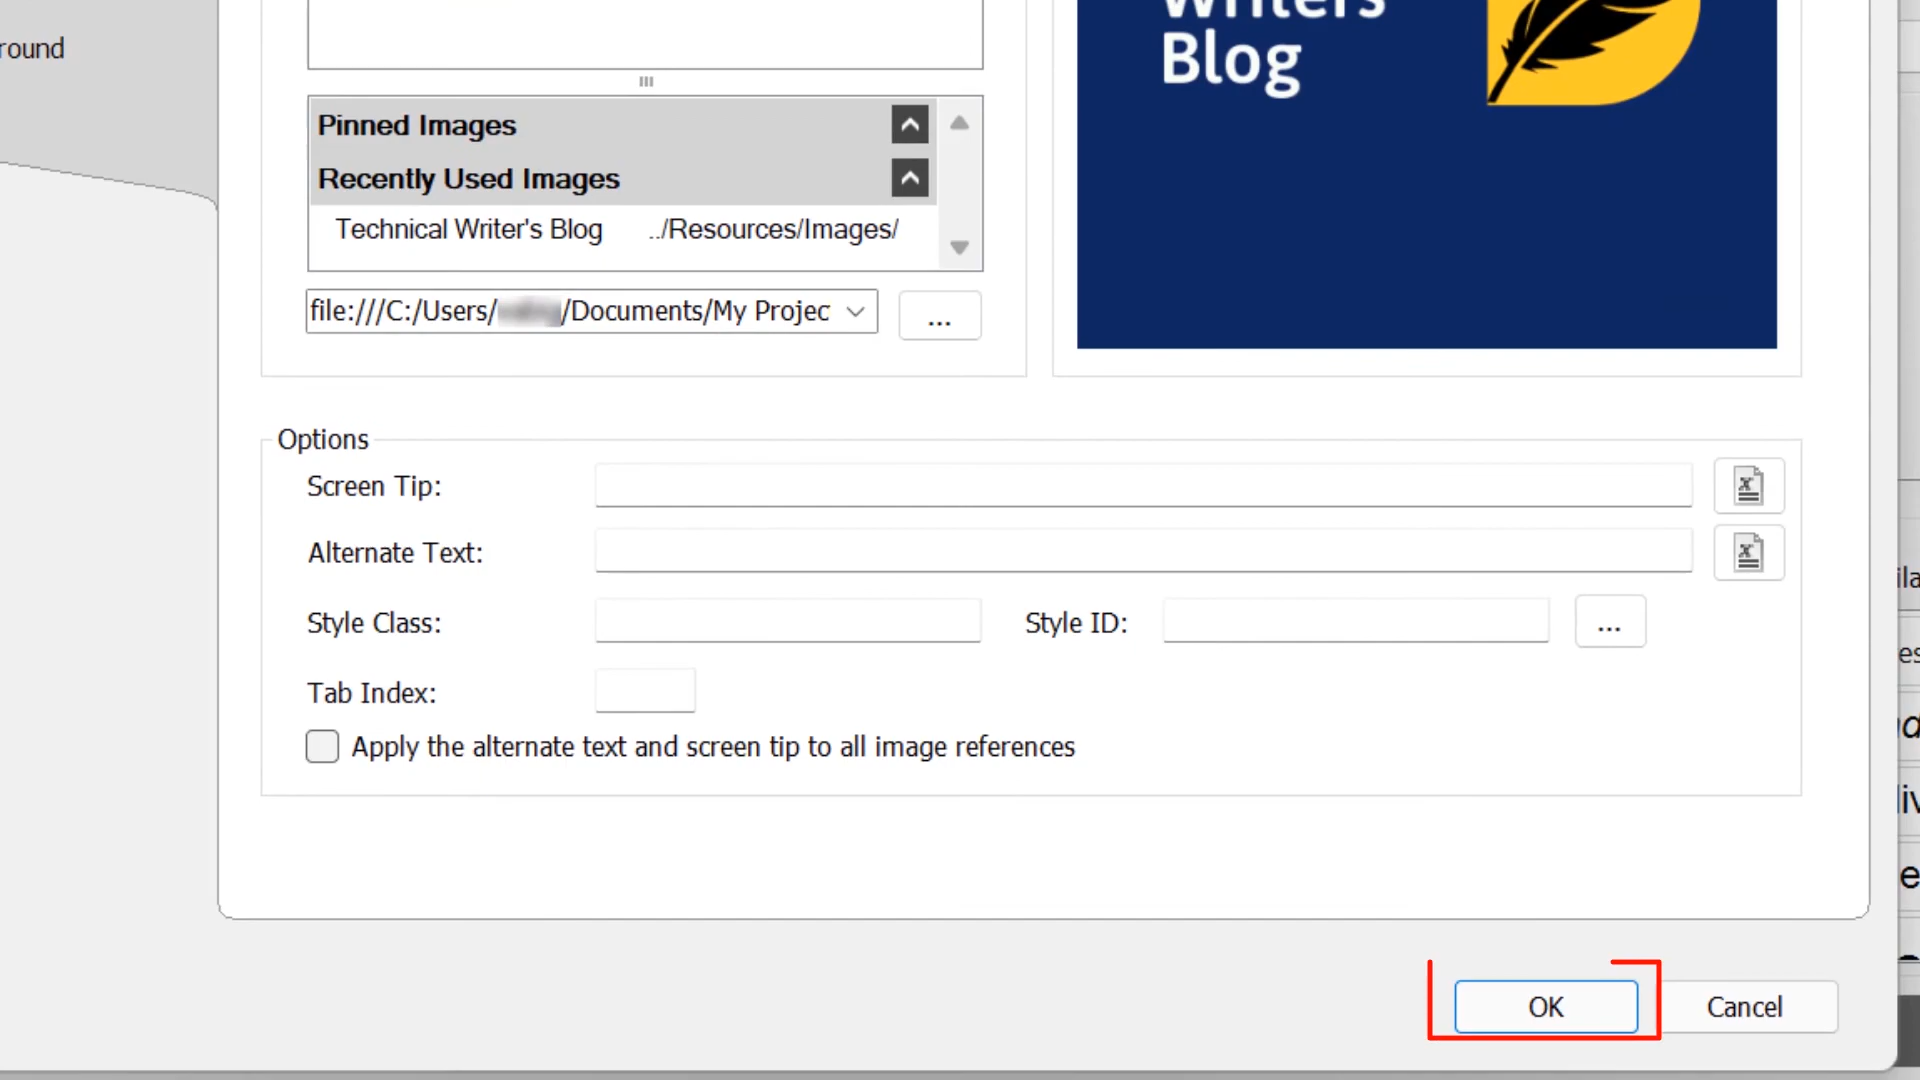 round
Writers
Blog
Pinned Images
Recently Used Images
Technical Writer's Blog ../Resources/Images/
file:///C:/Users/ /Documents/My Projec
...
Options
Screen Tip:
Alternate Text:
Style Class:
Style ID:
...
Tab Index:
Apply the alternate text and screen tip to all image references
OK
Cancel